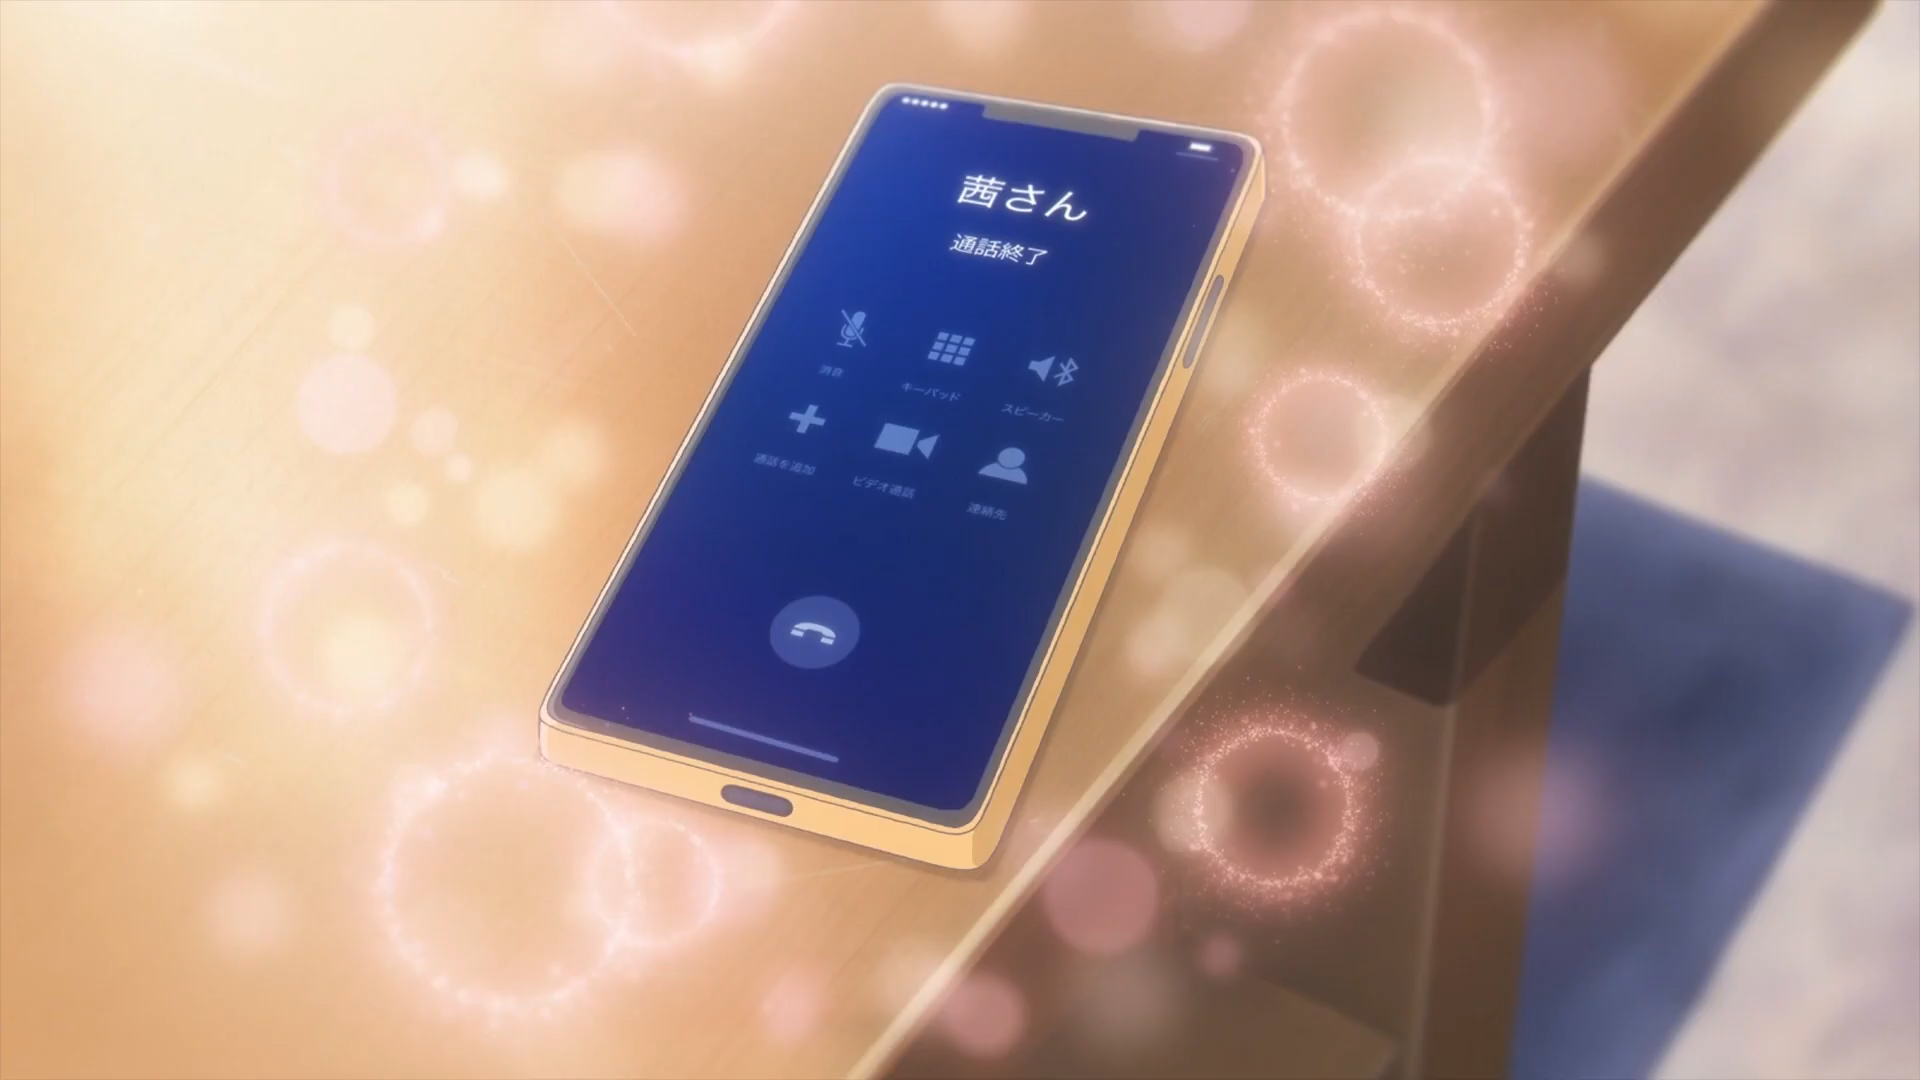 茜さん
通話終了
消音
キーパッド
スピーカー
通話を追加
ビデオ通話
連絡先